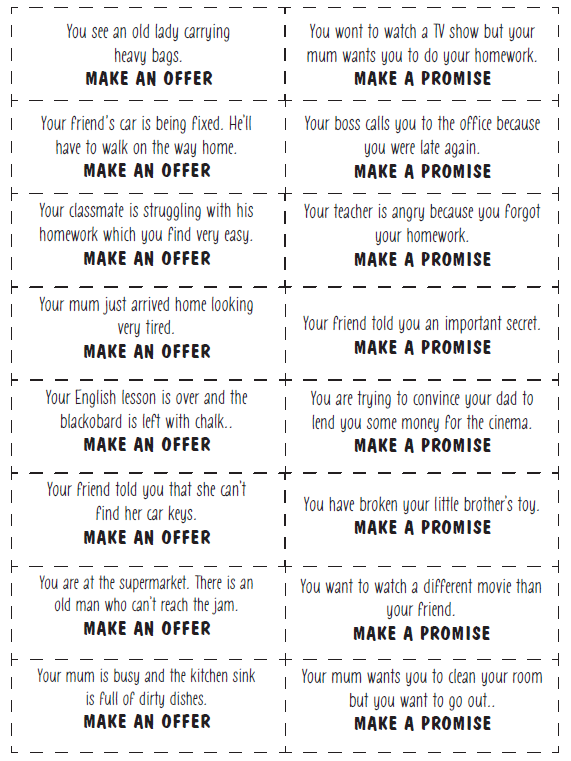 You see an old lady carrying
heavy bags.
MAKE AN OFFER
You wont to watch a TV show but your
mum wants you to do your homework.
MAKE A PROMISE
Your friend's car is being fixed. He'll
have to walk on the way home.
MAKE AN OFFER
Your boss calls you to the office because
you were late again.
MAKE A PROMISE
Your classmate is struggling with his
homework which you find very easy.
MAKE AN OFFER
Your teacher is angry because you forgot
your homework.
MAKE A PROMISE
Your mum just arrived home looking
very tired.
MAKE AN OFFER
Your friend told you an important secret.
MAKE A PROMISE
Your English lesson is over and the
blackobard is left with chalk..
MAKE AN OFFER
You are trying to convince your dad to
lend you some money for the cinema.
MAKE A PROMISE
Your friend told you that she can't
find her car keys.
MAKE AN OFFER
You have broken your little brother's toy.
MAKE A PROMISE
You are at the supermarket. There is an
old man who can't reach the jam.
MAKE AN OFFER
You want to watch a different movie than
your friend.
MAKE A PROMISE
Your mum is busy and the kitchen sink
is full of dirty dishes.
MAKE AN OFFER
Your mum wants you to clean your room
but you want to go out..
MAKE A PROMISE